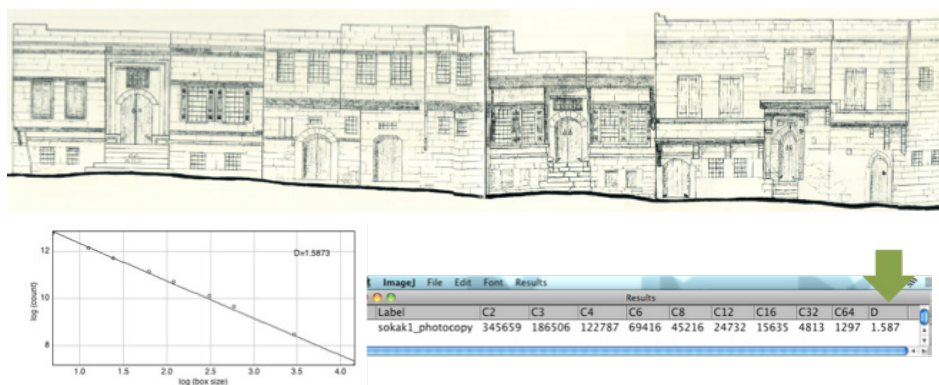 12
10
8
log (count)
D=1.5873
1.0 1.5 2.0 2.5 3.0 3.5 4.0
log (box size)
ImageJ File Edit Font Results
Results
Label C2 C3 C4 C6 C8 C12 C16 C32 C64 D
sokak1_photocopy 345659 186506 122787 69416 45216 24732 15635 4813 1297 1.587